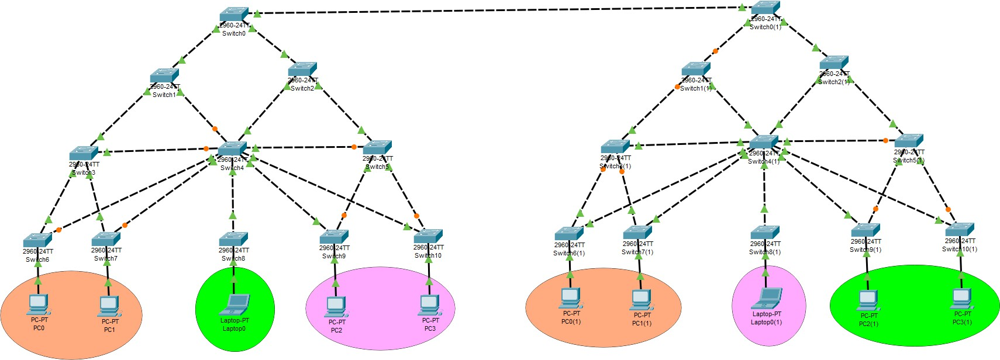 2960-24TT
Switch0
2960-24TT
Switch0(1)
2960-24TT
Switch1
2960-24TT
Switch2
2960-24TT
Switch1(1)
2960-24TT
Switch2(1)
2960-24TT
Switch3
2960-24TT
Switch4
2960-24TT
Switch5
2960-24TT
Switch3(1)
2960-24TT
Switch4(1)
2960-24TT
Switch5(1)
2960-24TT
Switch6
2960-24TT
Switch7
2960-24TT
Switch8
2960-24TT
Switch9
2960-24TT
Switch10
2960-24TT
Switch6(1)
2960-24TT
Switch7(1)
2960-24TT
Switch8(1)
2960-24TT
Switch9(1)
2960-24TT
Switch10(1)
PC-PT
PC0
PC-PT
PC1
Laptop-PT
Laptop0
PC-PT
PC2
PC-PT
PC3
PC-PT
PC0(1)
PC-PT
PC1(1)
Laptop-PT
Laptop0(1)
PC-PT
PC2(1)
PC-PT
PC3(1)